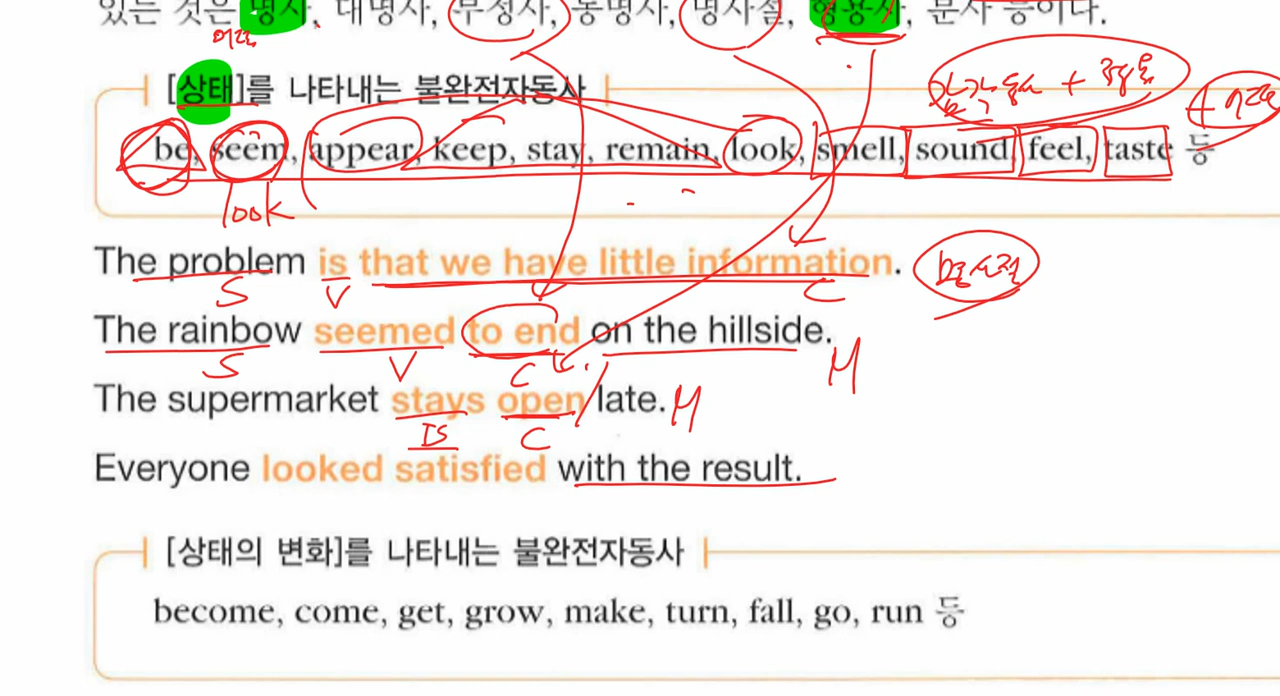 있는 것은 명사, 대명사, 부정사, 동명사, 명사절, 형용사, 분사 등이다.
[상태]를 나타내는 불완전자동사
be, seem, appear, keep, stay, remain, look, smell, sound, feel, taste 등
look
The problem is that we have little information.
S V C
The rainbow seemed to end on the hillside.
S V C M
The supermarket stays open/late. M
IS C
Everyone looked satisfied with the result.
[상태의 변화]를 나타내는 불완전자동사
become, come, get, grow, make, turn, fall, go, run 등